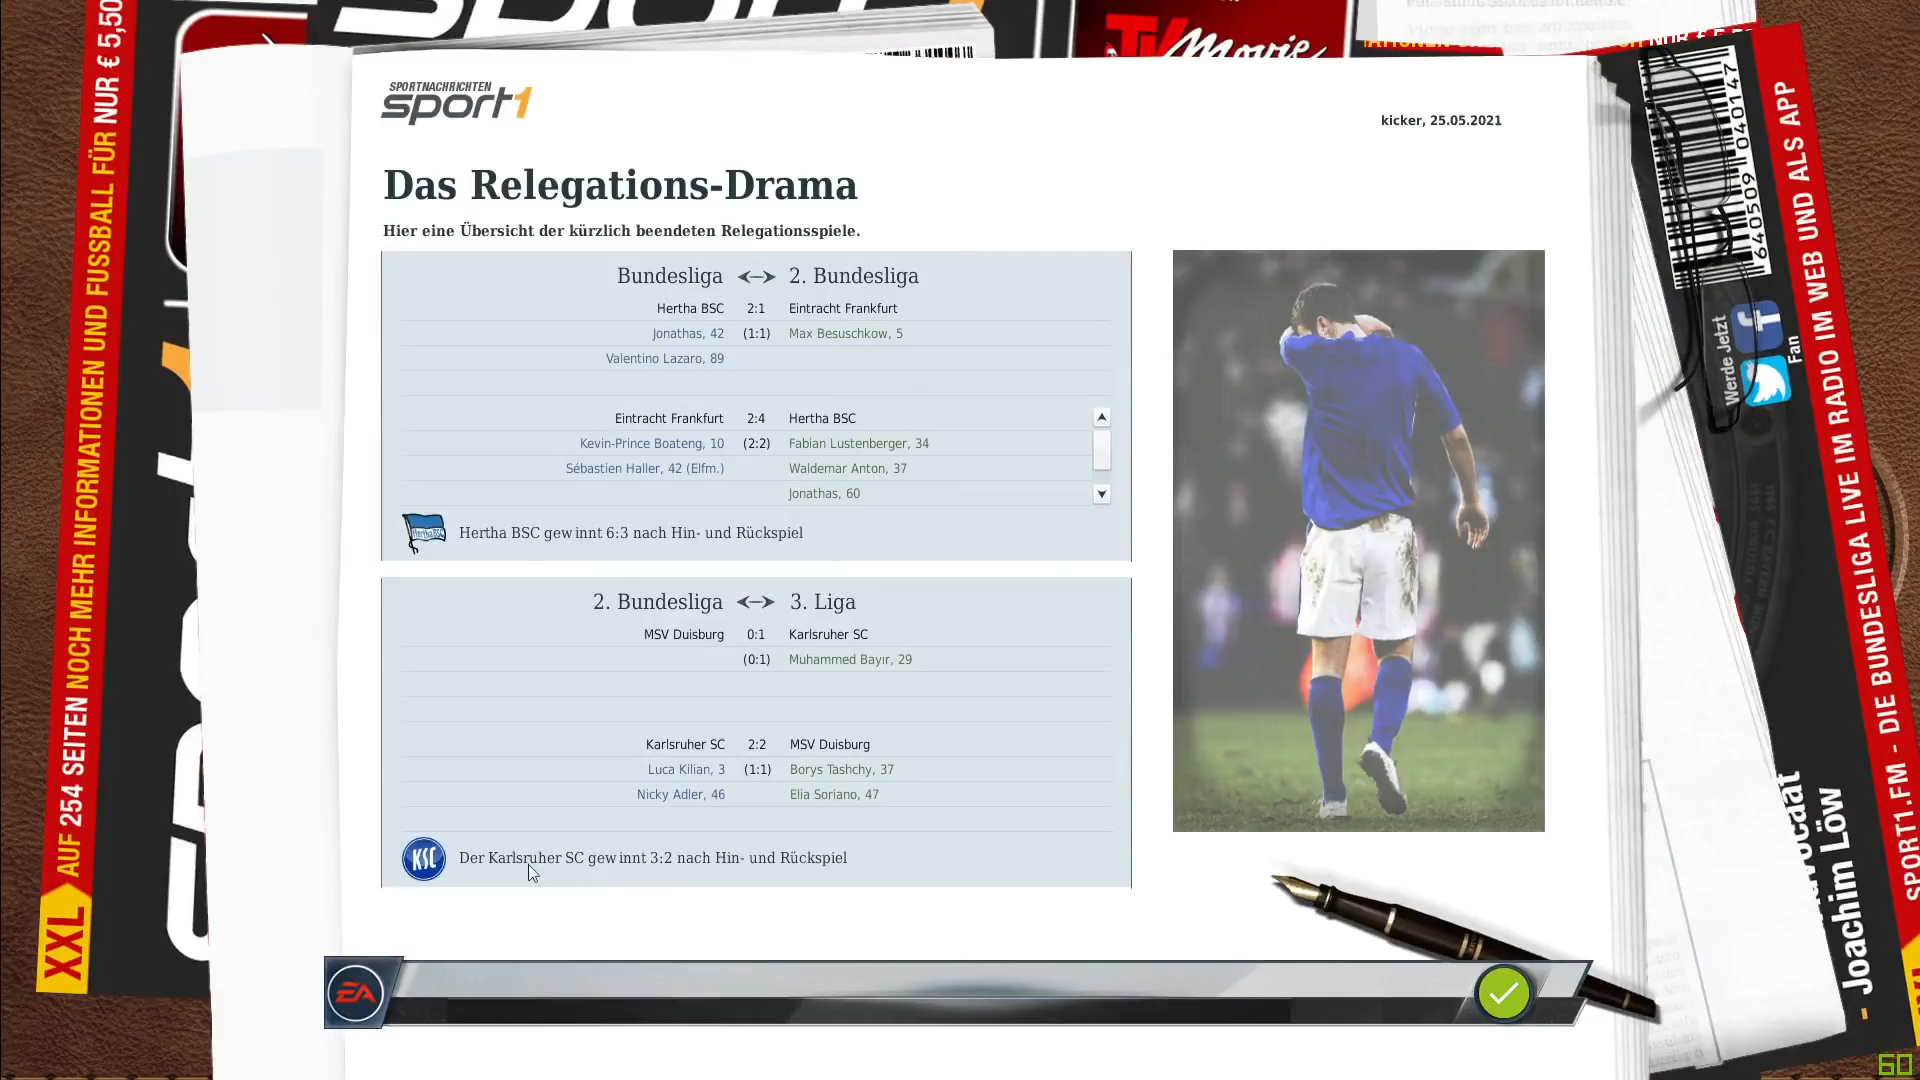 SPORTNACHRICHTEN
sport1
kicker, 25.05.2021
Das Relegations-Drama
Hier eine Übersicht der kürzlich beendeten Relegationsspiele.
Bundesliga <-> 2. Bundesliga
Hertha BSC 2:1 Eintracht Frankfurt
Jonathas, 42 (1:1) Max Besuschkow, 5
Valentino Lazaro, 89
Eintracht Frankfurt 2:4 Hertha BSC
Kevin-Prince Boateng, 10 (2:2) Fabian Lustenberger, 34
Sébastien Haller, 42 (Elfm.) Waldemar Anton, 37
Jonathas, 60
Hertha BSC gewinnt 6:3 nach Hin- und Rückspiel
2. Bundesliga <-> 3. Liga
MSV Duisburg 0:1 Karlsruher SC
(0:1) Muhammed Bayır, 29
Karlsruher SC 2:2 MSV Duisburg
Luca Kilian, 3 (1:1) Borys Tashchy, 37
Nicky Adler, 46 Elia Soriano, 47
KSC
Der Karlsruher SC gewinnt 3:2 nach Hin- und Rückspiel
EA
XXL AUF 254 SEITEN NOCH MEHR INFORMATIONEN UND FUSSBALL FÜR NUR € 5,50
TV Movie
640509 040147
Werde Jetzt
Fan
SPORT1.FM - DIE BUNDESLIGA LIVE IM RADIO IM WEB UND ALS APP
- Joachim Löw
60